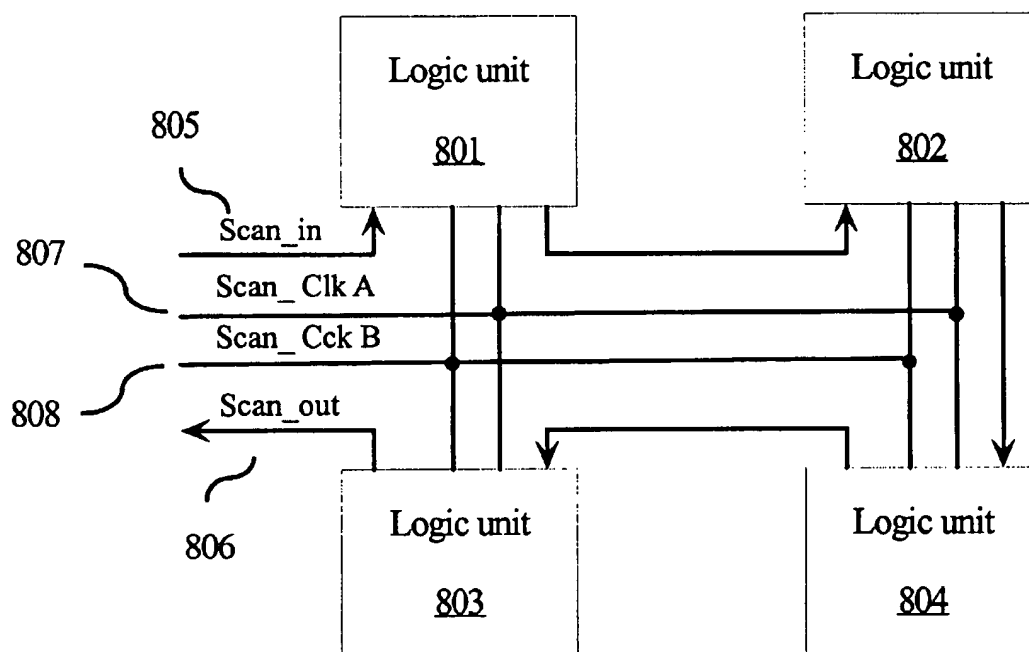 Logic unit
801
Logic unit
802
805
Scan_in
807
Scan_ Clk A
Scan_ Cck B
808
Scan_out
806
Logic unit
803
Logic unit
804